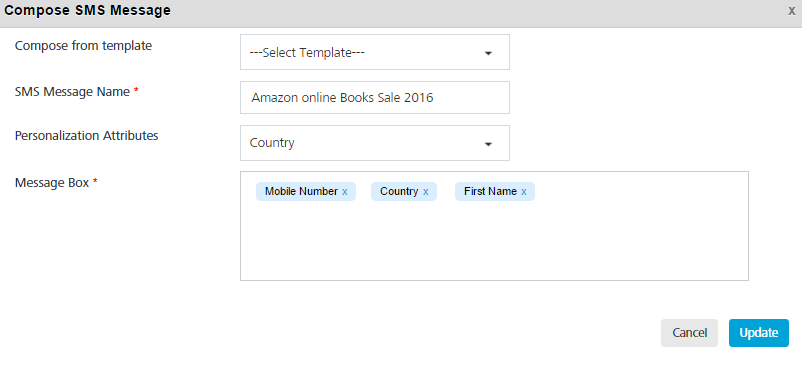 Compose SMS Message x
Compose from template ---Select Template---
SMS Message Name * Amazon online Books Sale 2016
Personalization Attributes Country
Message Box * Mobile Number x Country x First Name x
Cancel Update